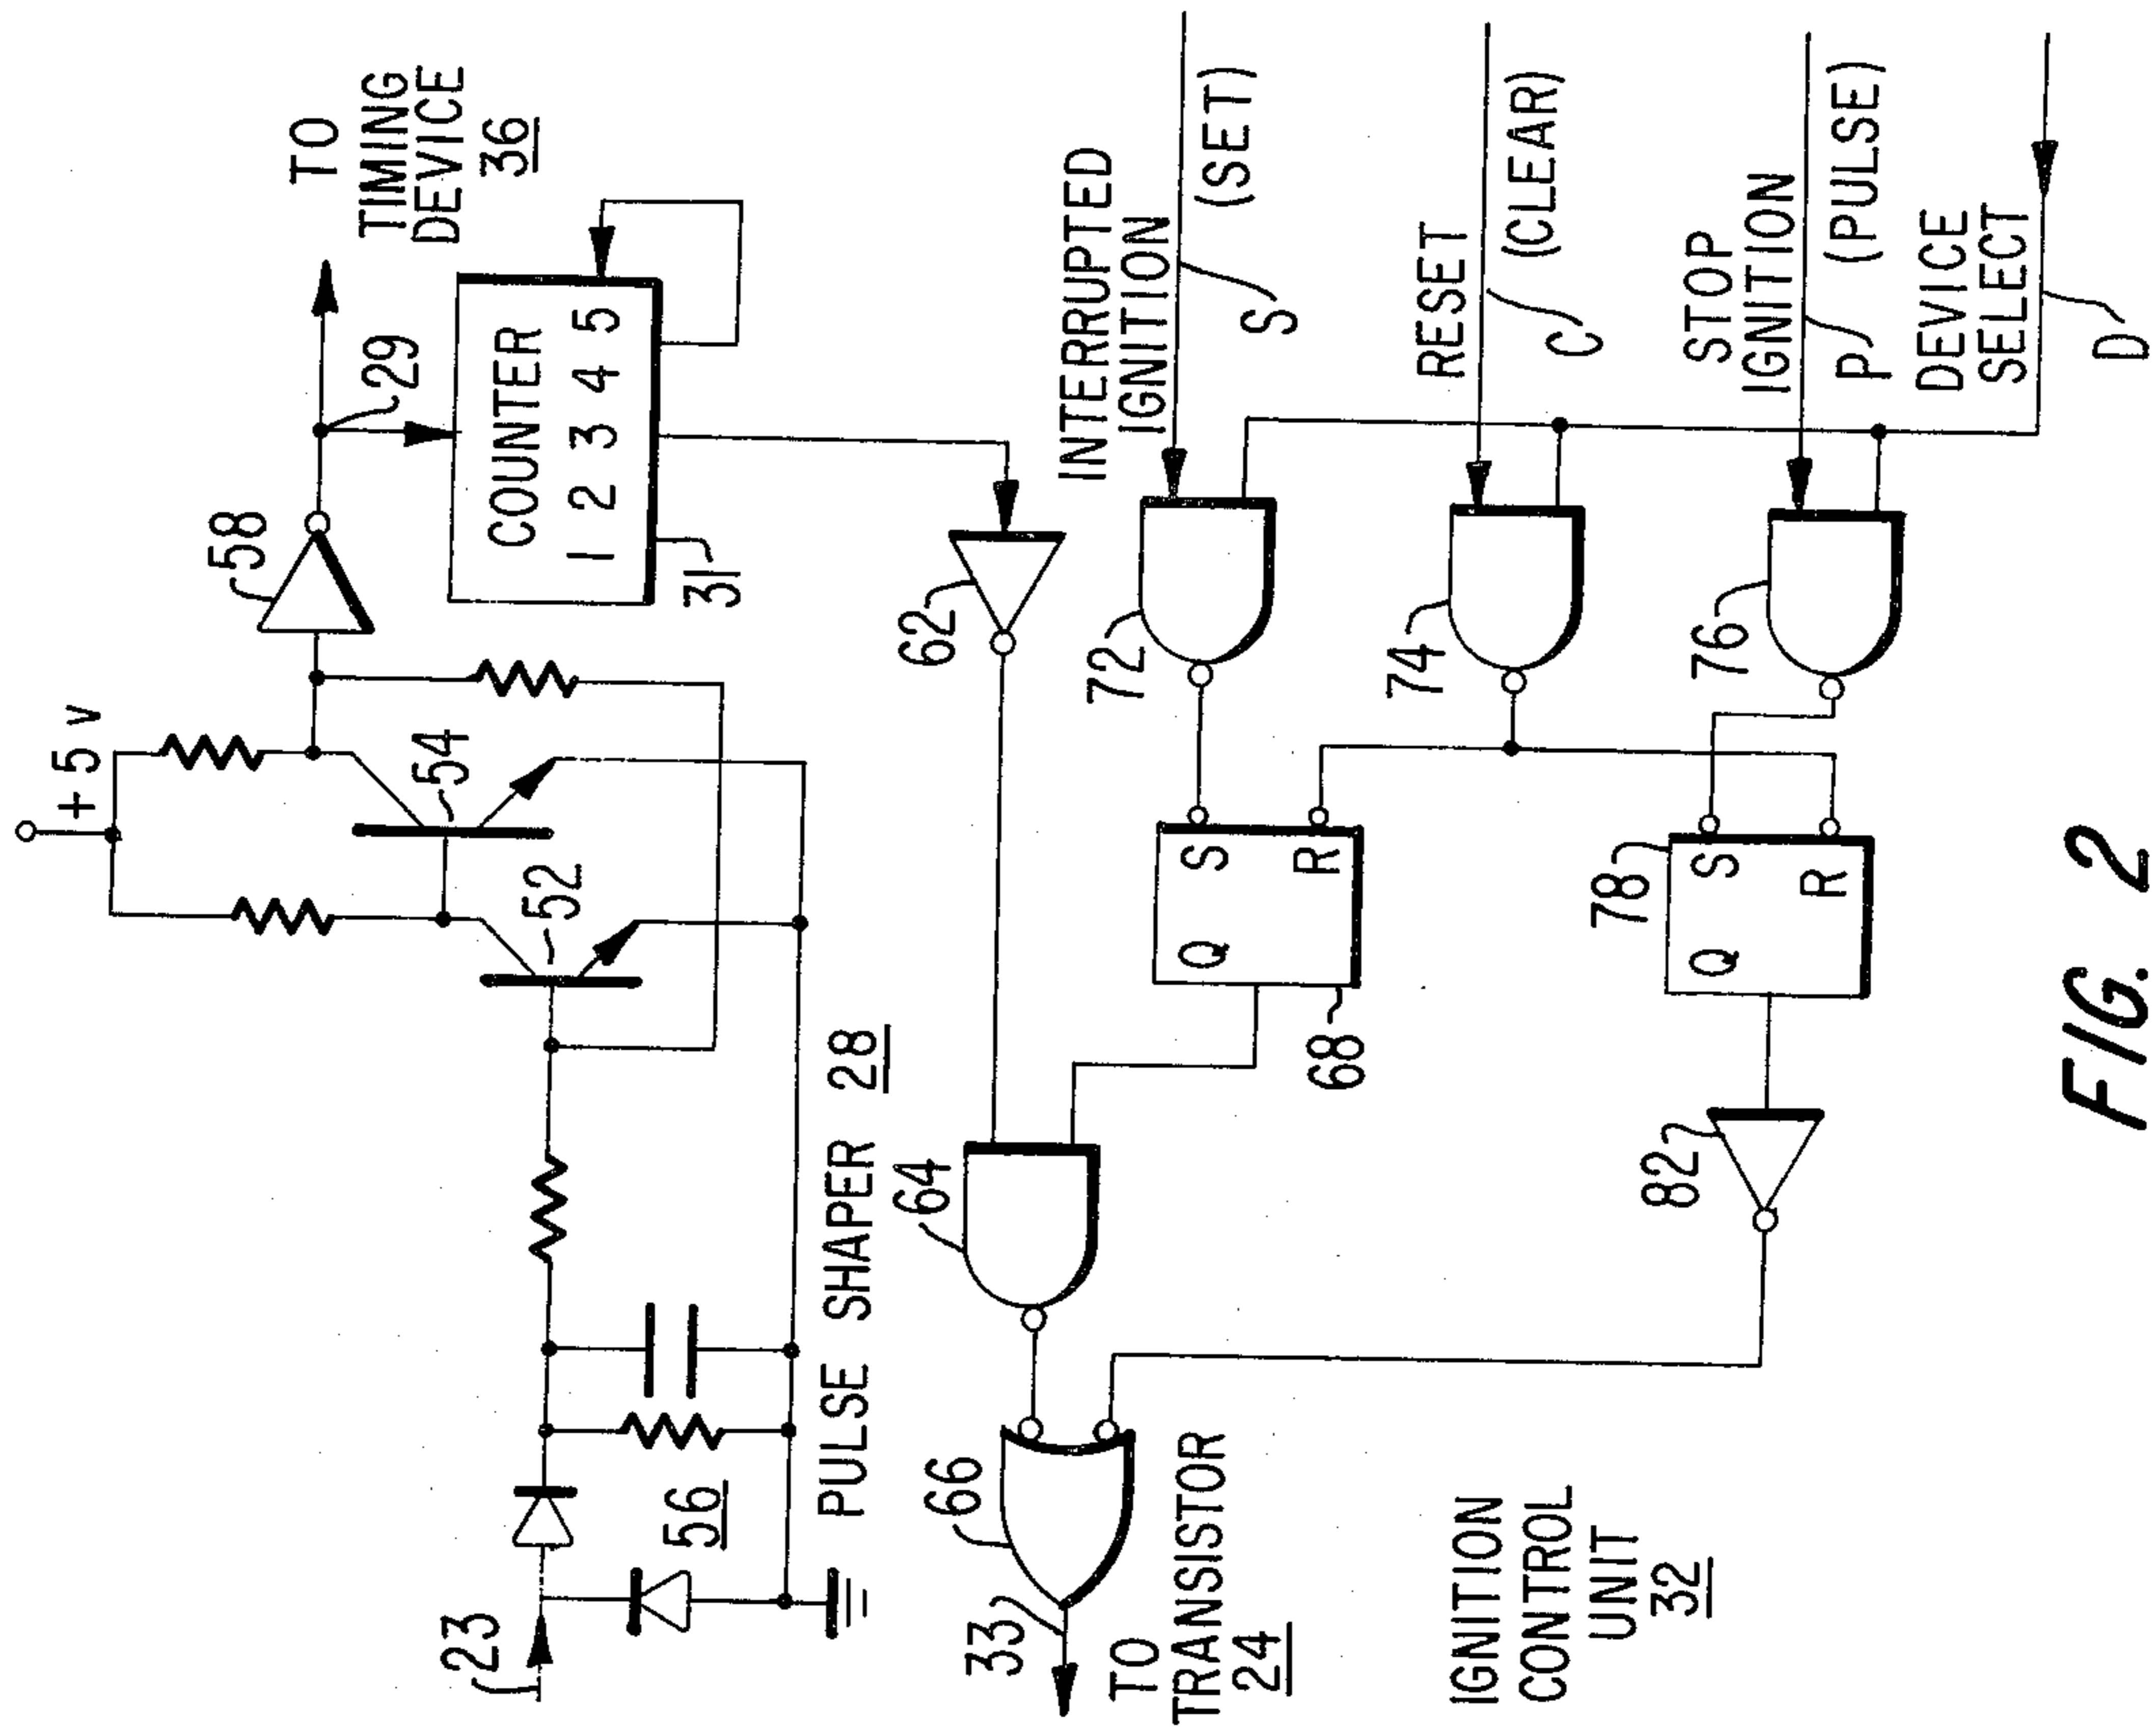 +5 v
58
TO
TIMING
DEVICE
36
29
54
52
COUNTER
1 2 3 4 5
31
23
56
PULSE SHAPER 28
62
INTERRUPTED
IGNITION
(SET)
S
72
64
S
Q
R
68
RESET
(CLEAR)
C
74
66
33
TO
TRANSISTOR
24
STOP
IGNITION
(PULSE)
P
76
78
S
Q
R
82
DEVICE
SELECT
D
IGNITION
CONTROL
UNIT
32
FIG. 2